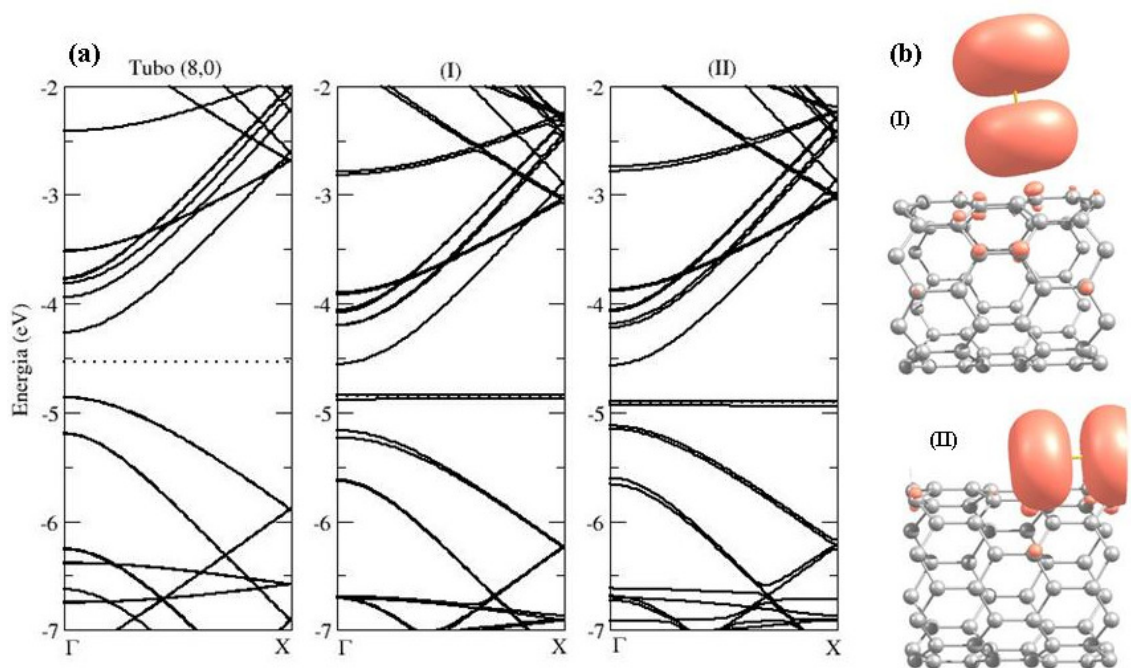 (a)
Tubo (8,0)
(I)
(II)
Energia (eV)
-2
-3
-4
-5
-6
-7
Γ
X
-2
-3
-4
-5
-6
-7
Γ
X
-2
-3
-4
-5
-6
-7
Γ
X
(b)
(I)
(II)